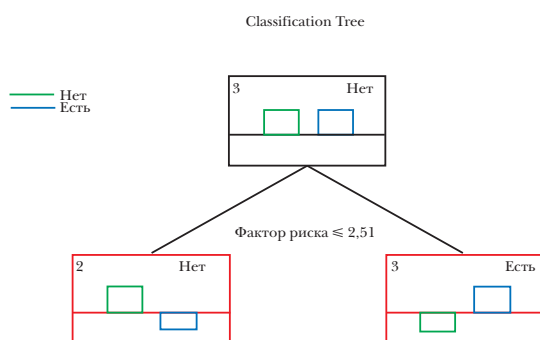 Classification Tree
Нет
Есть
3 Нет
Фактор риска ≤ 2,51
2 Нет
3 Есть